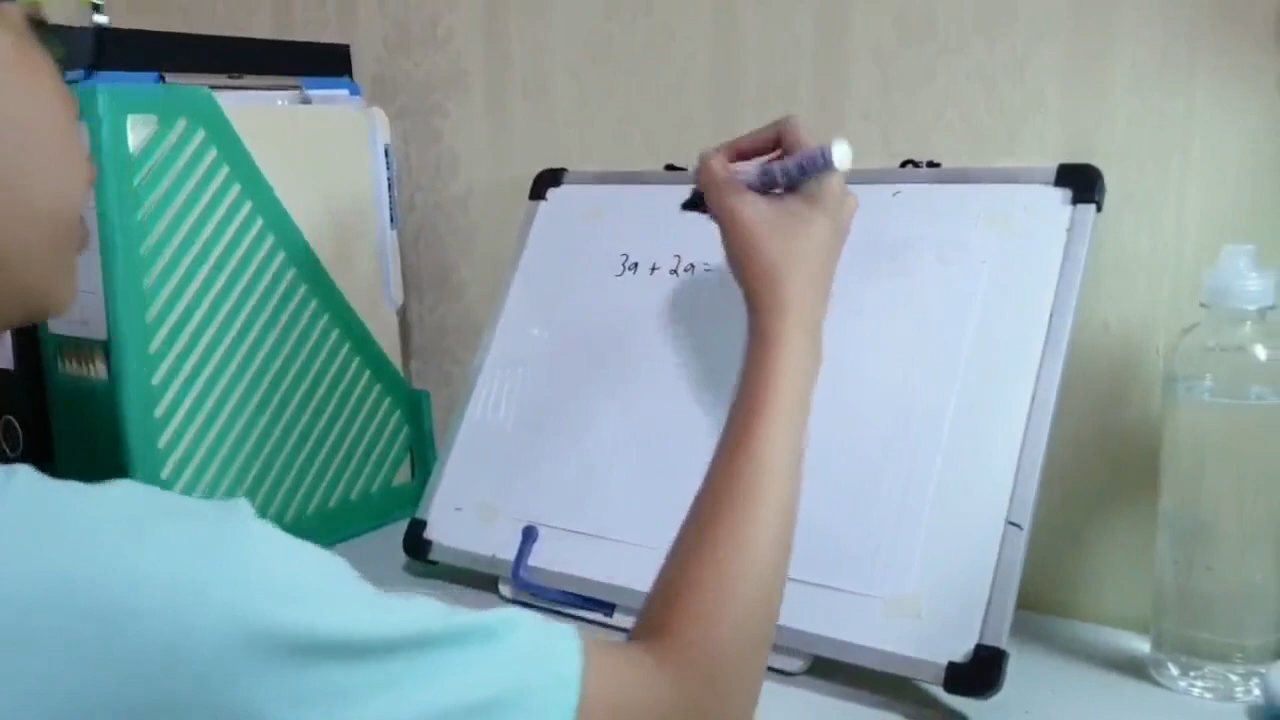 3a + 2a =